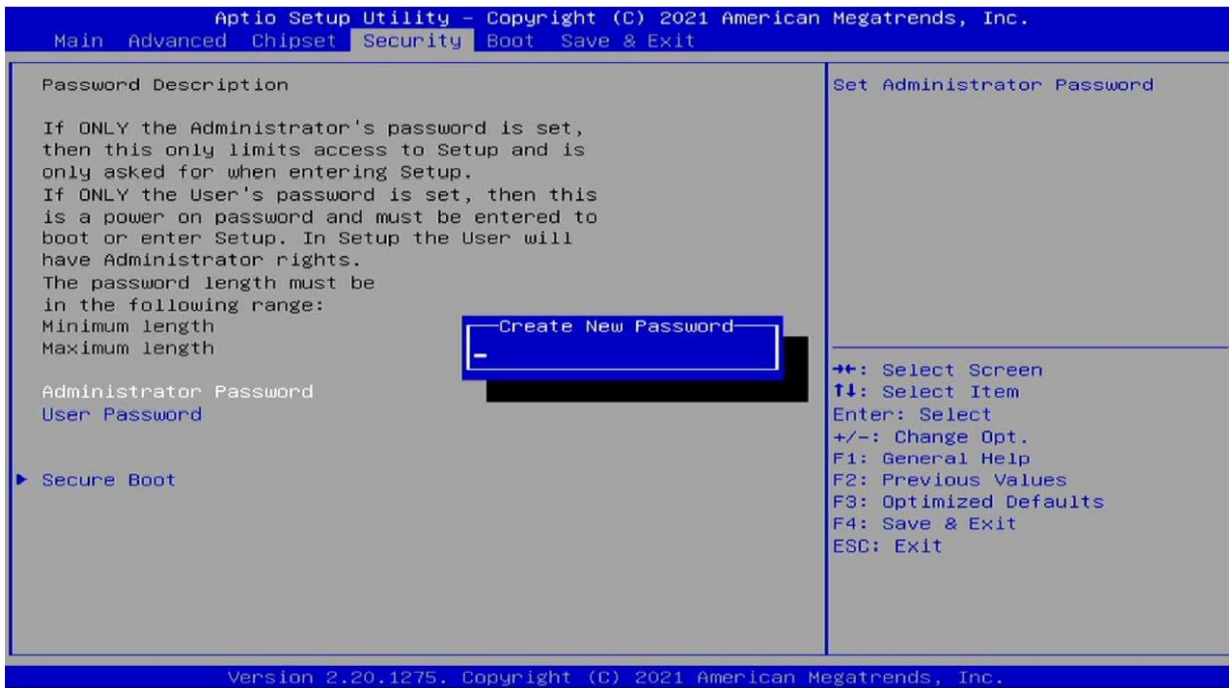 Aptio Setup Utility – Copyright (C) 2021 American Megatrends, Inc.
Main Advanced Chipset Security Boot Save & Exit
Password Description
If ONLY the Administrator's password is set,
then this only limits access to Setup and is
only asked for when entering Setup.
If ONLY the User's password is set, then this
is a power on password and must be entered to
boot or enter Setup. In Setup the User will
have Administrator rights.
The password length must be
in the following range:
Minimum length
Maximum length
Administrator Password
User Password
Secure Boot
Create New Password
Set Administrator Password
→←: Select Screen
↑↓: Select Item
Enter: Select
+/-: Change Opt.
F1: General Help
F2: Previous Values
F3: Optimized Defaults
F4: Save & Exit
ESC: Exit
Version 2.20.1275. Copyright (C) 2021 American Megatrends, Inc.